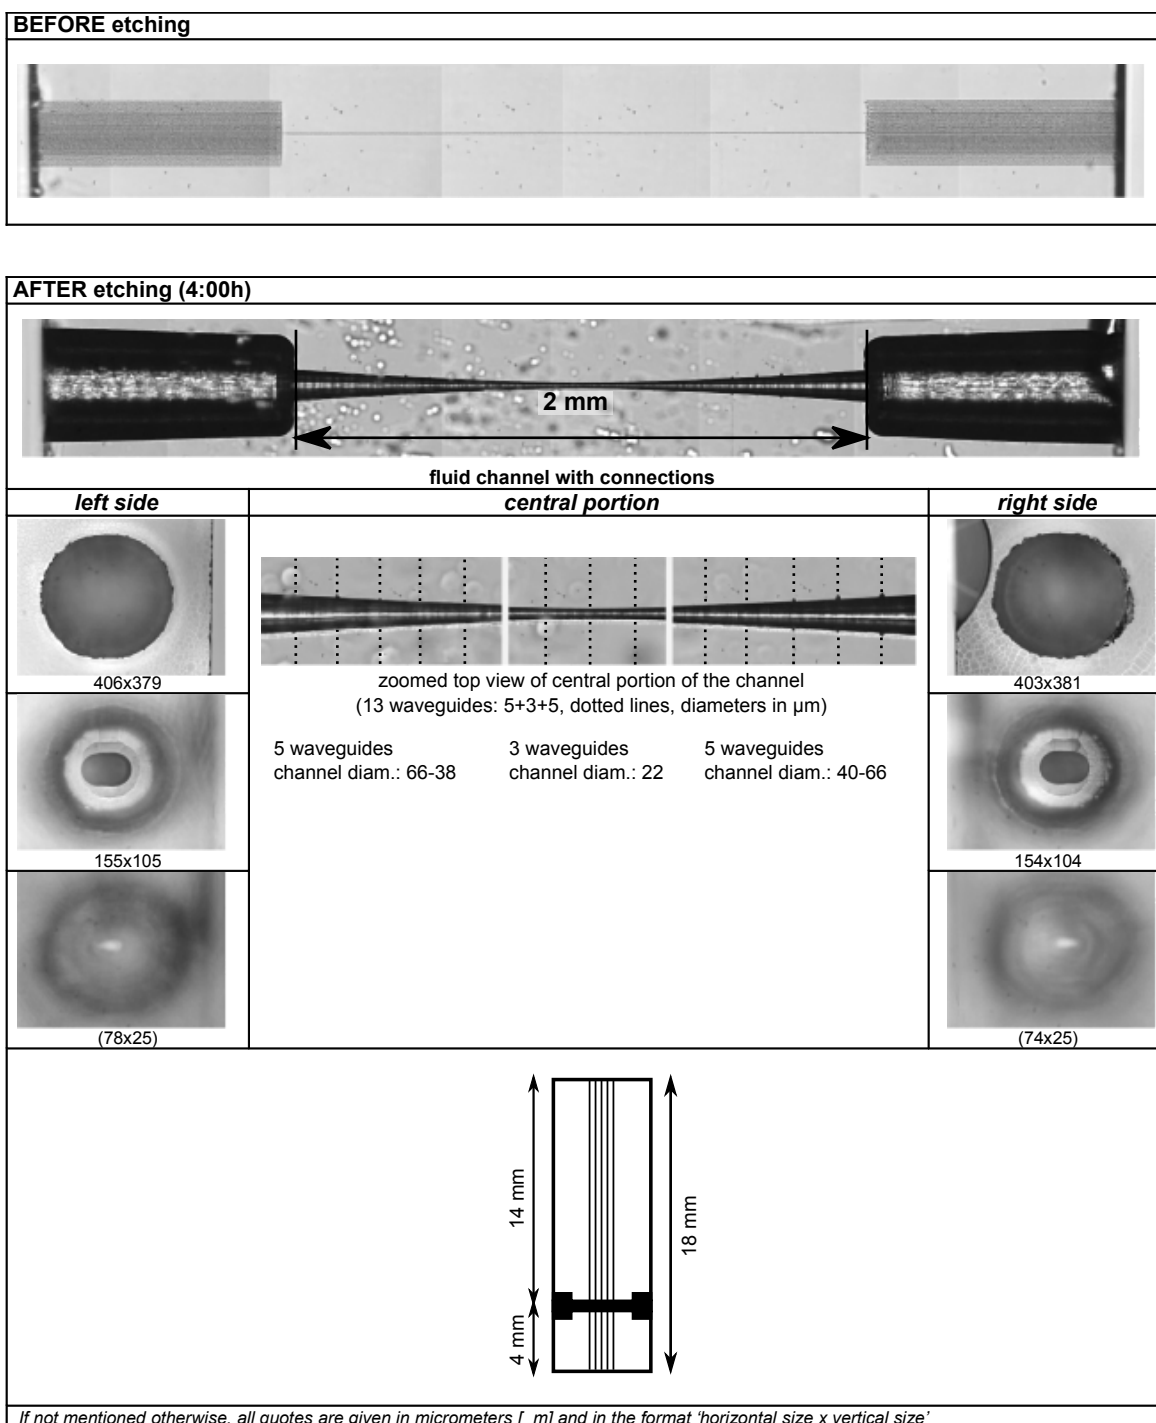 BEFORE etching
AFTER etching (4:00h)
2 mm
fluid channel with connections
left side
central portion
right side
406x379
zoomed top view of central portion of the channel
(13 waveguides: 5+3+5, dotted lines, diameters in µm)
403x381
5 waveguides
channel diam.: 66-38
3 waveguides
channel diam.: 22
5 waveguides
channel diam.: 40-66
155x105
154x104
(78x25)
(74x25)
14 mm
18 mm
4 mm
If not mentioned otherwise, all quotes are given in micrometers [_m] and in the format ‘horizontal size x vertical size’